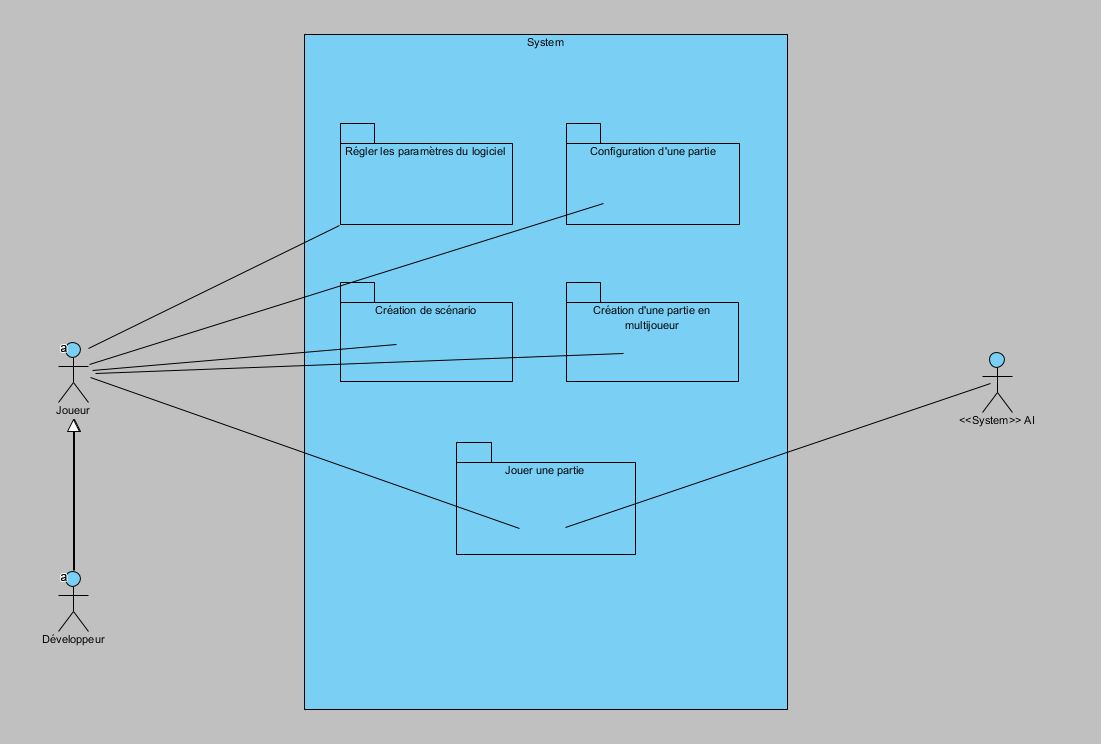 System
Régler les paramètres du logiciel
Configuration d'une partie
Création de scénario
Création d'une partie en
multijoueur
a
Joueur
<<System>> AI
Jouer une partie
a
Développeur